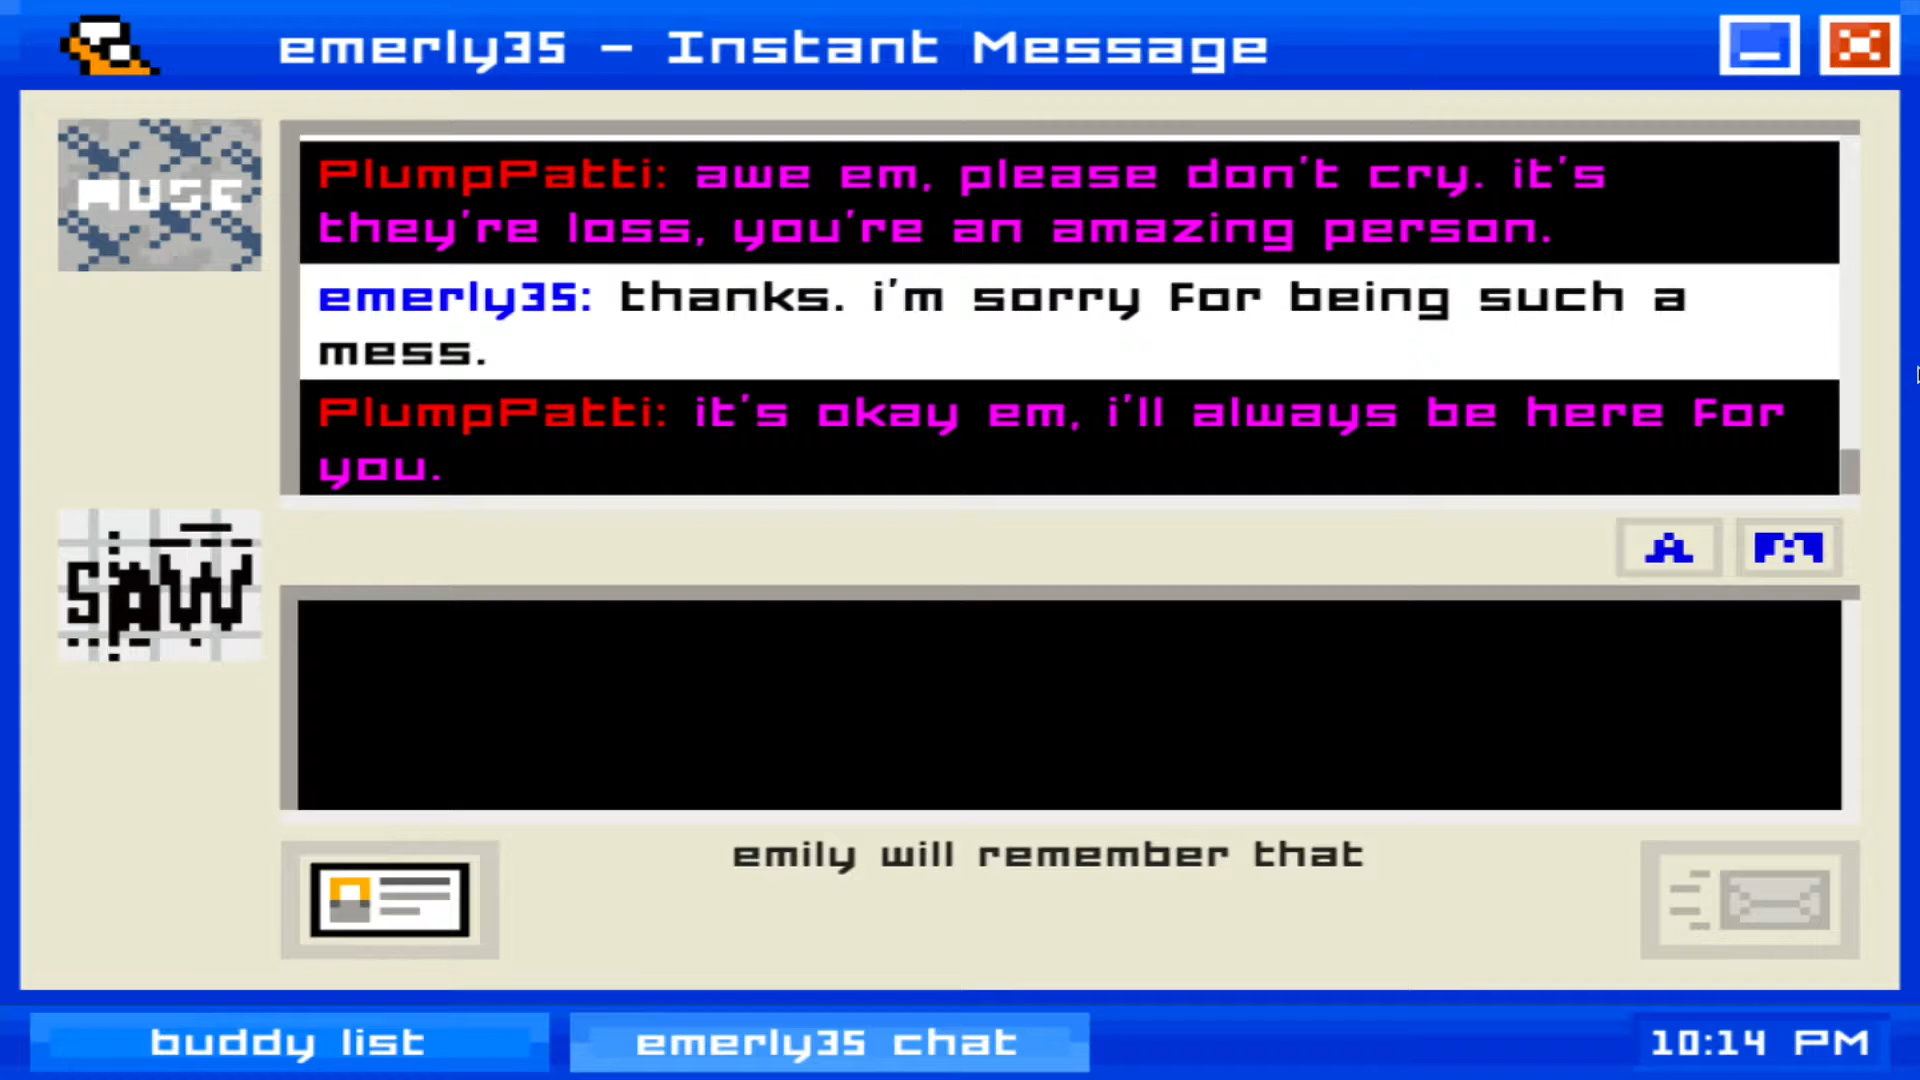 emerly35 - Instant Message
MUSE
PlumpPatti: awe em, please don't cry. it's
they're loss, you're an amazing person.
emerly35: thanks. i'm sorry for being such a
mess.
PlumpPatti: it's okay em, i'll always be here for
you.
SAW
A
emily will remember that
buddy list
emerly35 chat
10:14 PM